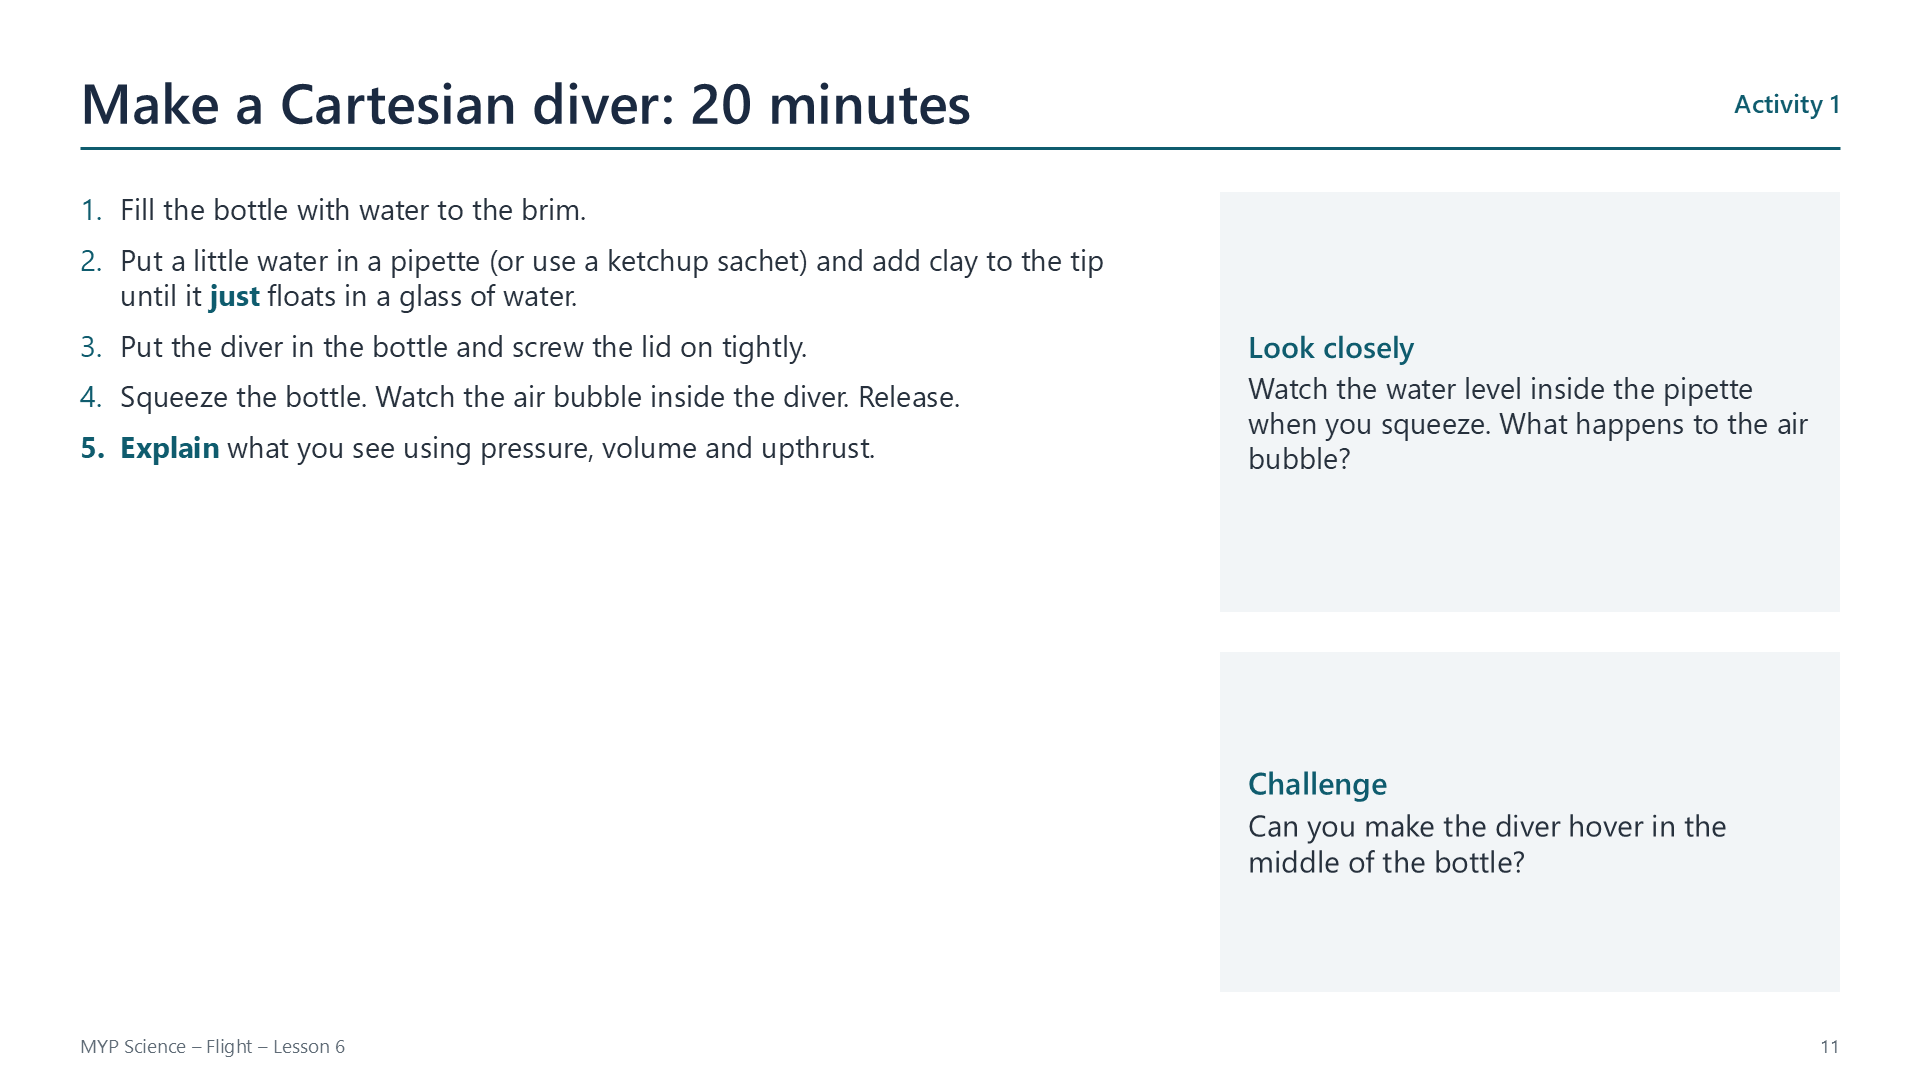 Make a Cartesian diver: 20 minutes
Activity 1
1. Fill the bottle with water to the brim.
2. Put a little water in a pipette (or use a ketchup sachet) and add clay to the tip
until it just floats in a glass of water.
3. Put the diver in the bottle and screw the lid on tightly.
4. Squeeze the bottle. Watch the air bubble inside the diver. Release.
5. Explain what you see using pressure, volume and upthrust.
Look closely
Watch the water level inside the pipette
when you squeeze. What happens to the air
bubble?
Challenge
Can you make the diver hover in the
middle of the bottle?
MYP Science – Flight – Lesson 6
11